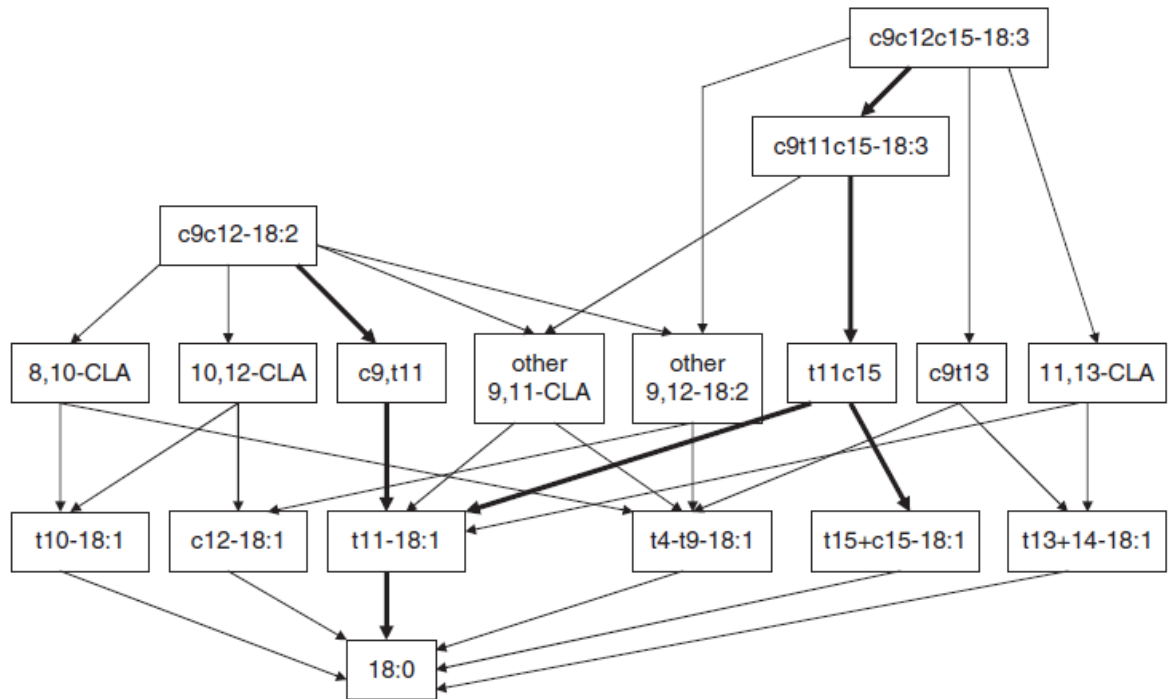 c9c12c15-18:3
c9t11c15-18:3
c9c12-18:2
8,10-CLA
10,12-CLA
c9,t11
other
9,11-CLA
other
9,12-18:2
t11c15
c9t13
11,13-CLA
t10-18:1
c12-18:1
t11-18:1
t4-t9-18:1
t15+c15-18:1
t13+14-18:1
18:0